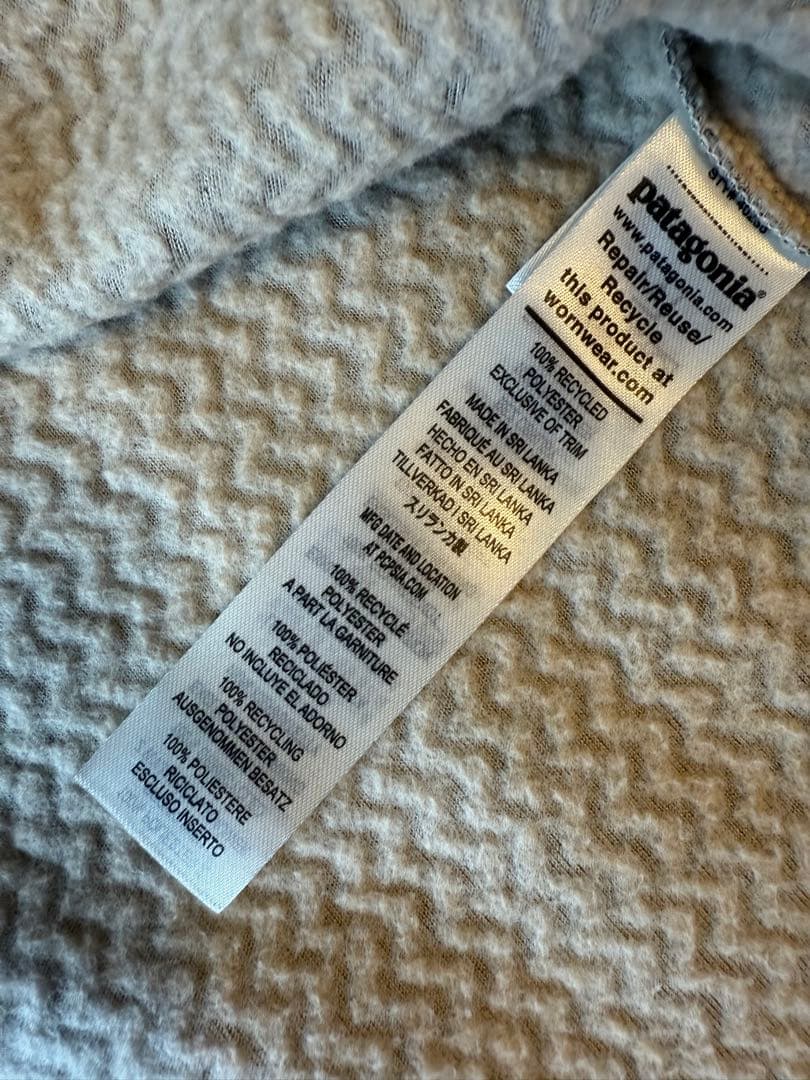 patagonia®
www.patagonia.com
Repair/Reuse/
Recycle
this product at
wornwear.com
100% RECYCLED
POLYESTER
EXCLUSIVE OF TRIM
MADE IN SRI LANKA
FABRIQUÉ AU SRI LANKA
HECHO EN SRI LANKA
FATTO IN SRI LANKA
TILLVERKAD I SRI LANKA
スリランカ製
MFG DATE AND LOCATION
AT PCPSIA.COM
100% RECYCLÉ
POLYESTER
A PART LA GARNITURE
100% POLIÉSTER
RECICLADO
NO INCLUYE EL ADORNO
100% RECYCLING
POLYESTER
AUSGENOMMEN BESATZ
100% POLIESTERE
RICICLATO
ESCLUSO INSERTO